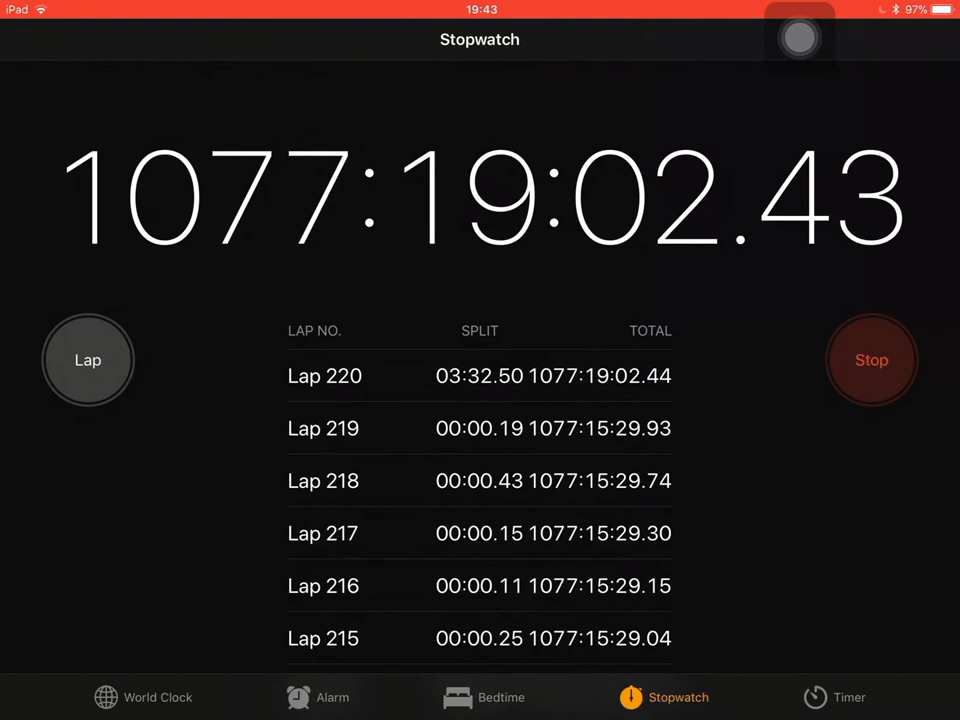 iPad 19:43 97%
Stopwatch
1077:19:02.43
LAP NO. SPLIT TOTAL
Lap Stop
Lap 220 03:32.50 1077:19:02.44
Lap 219 00:00.19 1077:15:29.93
Lap 218 00:00.43 1077:15:29.74
Lap 217 00:00.15 1077:15:29.30
Lap 216 00:00.11 1077:15:29.15
Lap 215 00:00.25 1077:15:29.04
World Clock Alarm Bedtime Stopwatch Timer